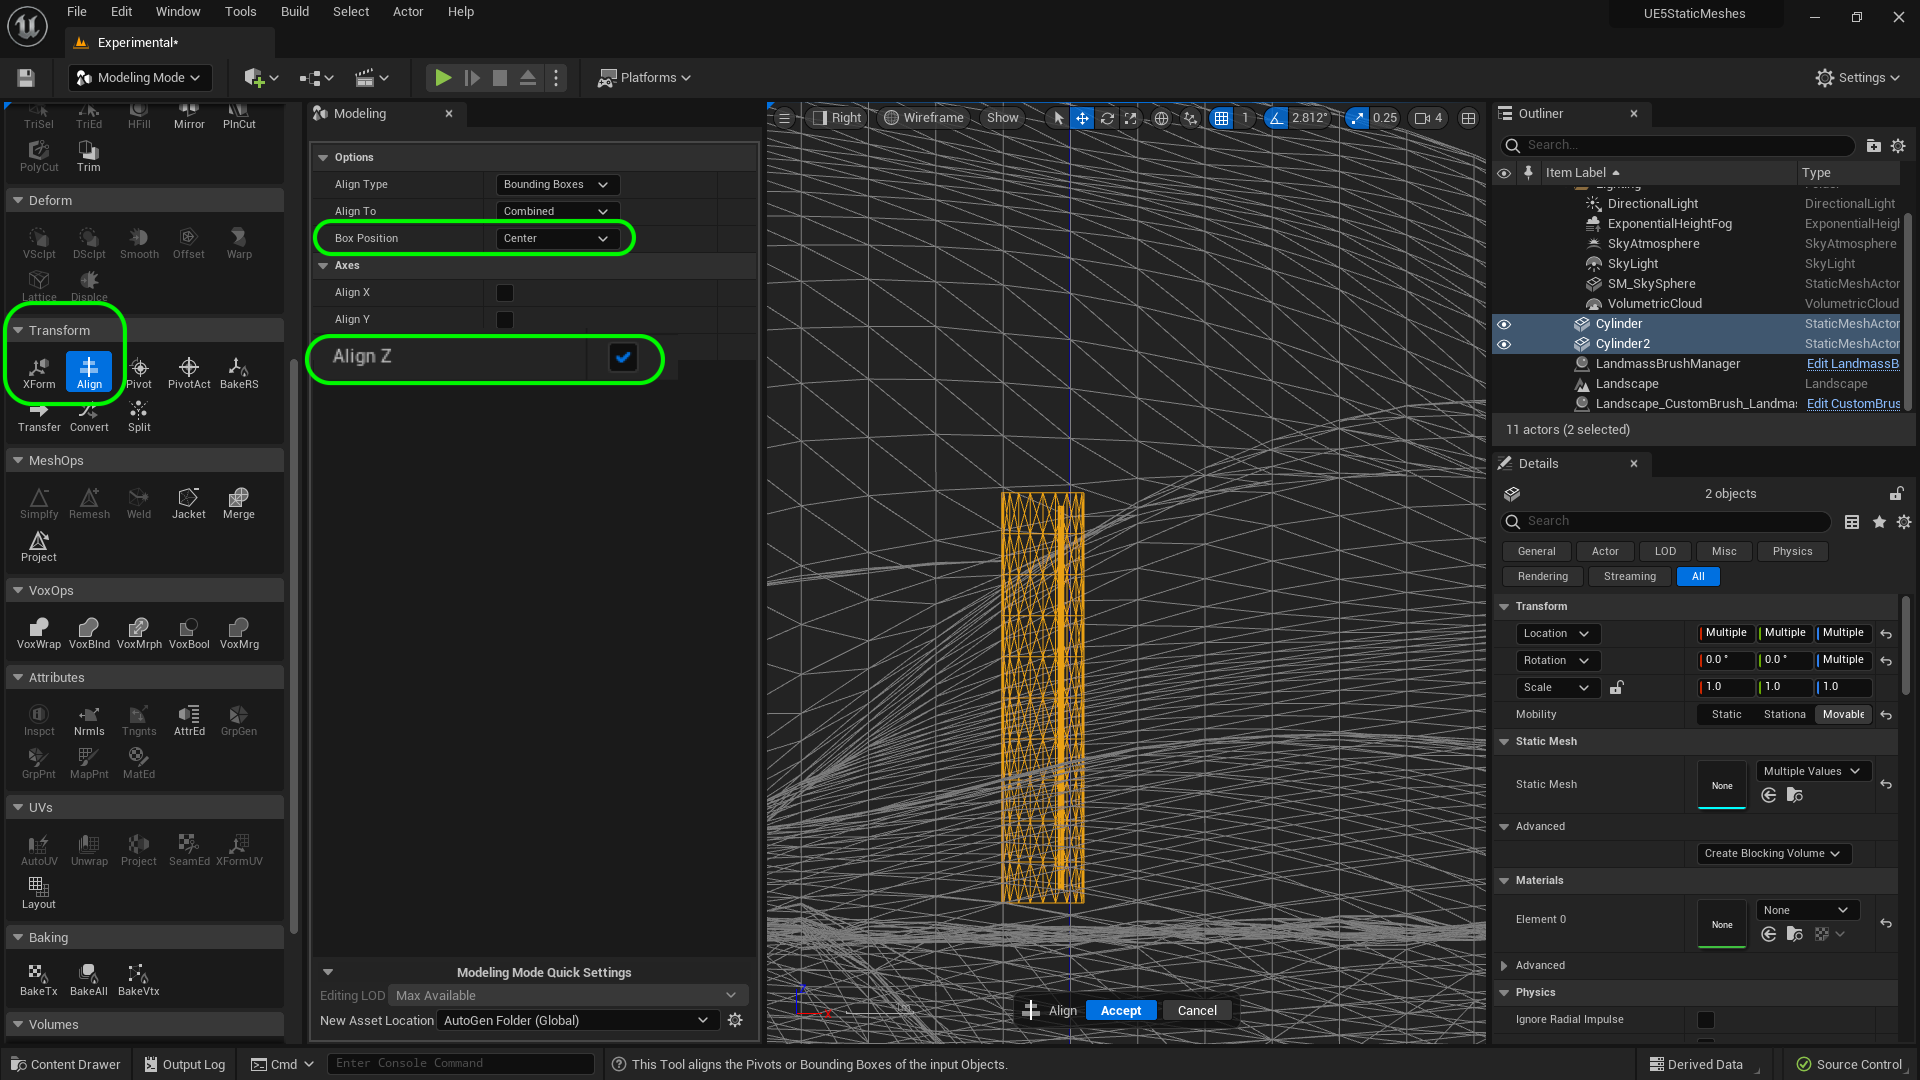 File Edit Window Tools Build Select Actor Help
UE5StaticMeshes
Experimental*
Modeling Mode
Platforms
Settings
TriSel TriEd HFill Mirror PlnCut
PolyCut Trim
Deform
VSclpt DSclpt Smooth Offset Warp
Lattice Displce
Transform
XForm Align Pivot PivotAct BakeRS
Transfer Convert Split
MeshOps
Simplfy Remesh Weld Jacket Merge
Project
VoxOps
VoxWrap VoxBlnd VoxMrph VoxBool VoxMrg
Attributes
Inspct Nrmls Tngnts AttrEd GrpGen
GrpPnt MapPnt MatEd
UVs
AutoUV Unwrap Project SeamEd XFormUV
Layout
Baking
BakeTx BakeAll BakeVtx
Volumes
Modeling
Options
Align Type Bounding Boxes
Align To Combined
Box Position Center
Axes
Align X
Align Y
Align Z
Modeling Mode Quick Settings
Editing LOD Max Available
New Asset Location AutoGen Folder (Global)
Right Wireframe Show 1 2.812° 0.25 4
Align Accept Cancel
Outliner
Search...
Item Label Type
Lighting Folder
DirectionalLight DirectionalLight
ExponentialHeightFog ExponentialHeigh
SkyAtmosphere SkyAtmosphere
SkyLight SkyLight
SM_SkySphere StaticMeshActor
VolumetricCloud VolumetricCloud
Cylinder StaticMeshActor
Cylinder2 StaticMeshActor
LandmassBrushManager Edit LandmassB
Landscape Landscape
Landscape_CustomBrush_Landmas Edit CustomBrus
11 actors (2 selected)
Details
2 objects
Search
General Actor LOD Misc Physics
Rendering Streaming All
Transform
Location Multiple Multiple Multiple
Rotation 0.0 ° 0.0 ° Multiple
Scale 1.0 1.0 1.0
Mobility Static Stationa Movable
Static Mesh
Static Mesh None Multiple Values
Advanced
Create Blocking Volume
Materials
Element 0 None None
Advanced
Physics
Ignore Radial Impulse
Content Drawer Output Log Cmd Enter Console Command This Tool aligns the Pivots or Bounding Boxes of the input Objects. Derived Data Source Control